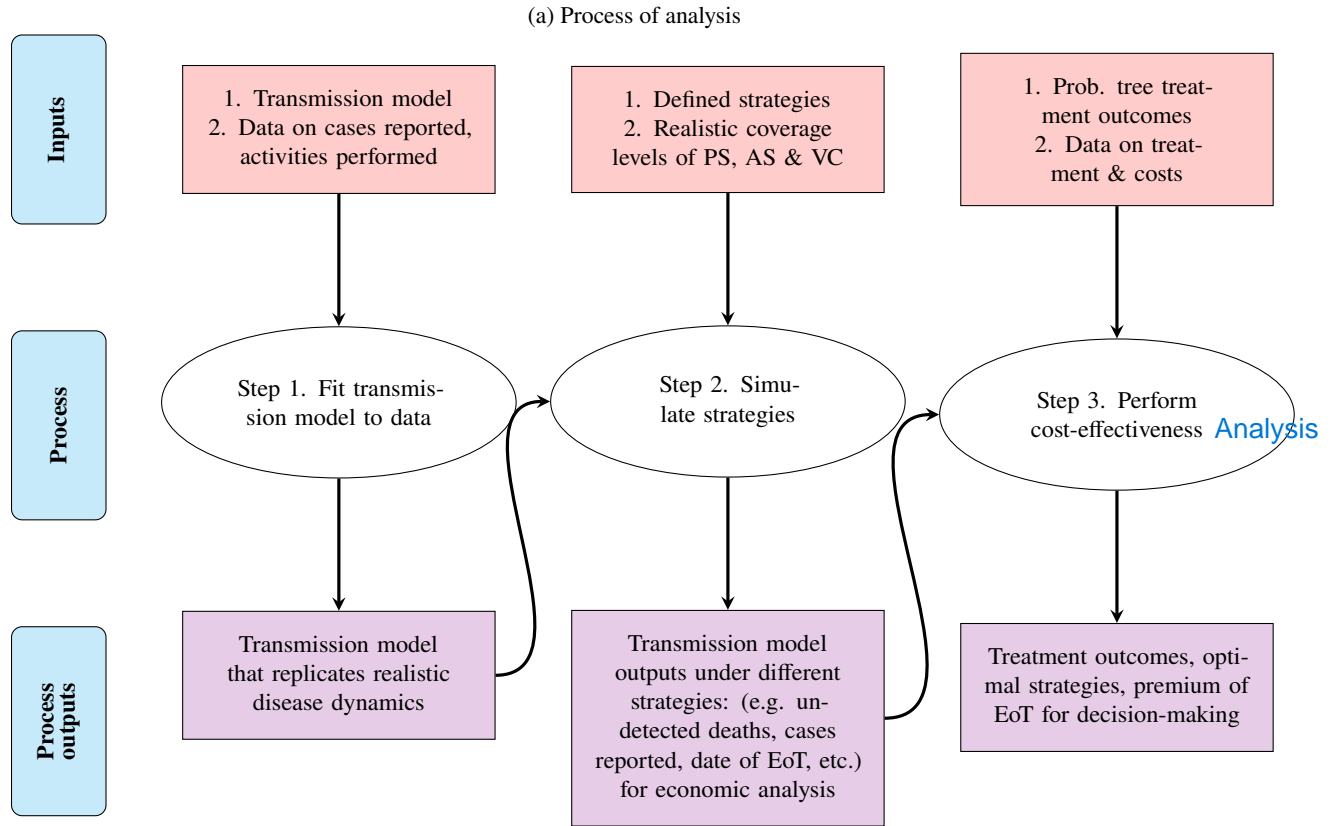 (a) Process of analysis
Inputs
1. Transmission model
2. Data on cases reported,
activities performed
1. Defined strategies
2. Realistic coverage
levels of PS, AS & VC
1. Prob. tree treat-
ment outcomes
2. Data on treat-
ment & costs
Process
Step 1. Fit transmis-
sion model to data
Step 2. Simu-
late strategies
Step 3. Perform
cost-effectiveness Analysis
Process
outputs
Transmission model
that replicates realistic
disease dynamics
Transmission model
outputs under different
strategies: (e.g. un-
detected deaths, cases
reported, date of EoT, etc.)
for economic analysis
Treatment outcomes, opti-
mal strategies, premium of
EoT for decision-making